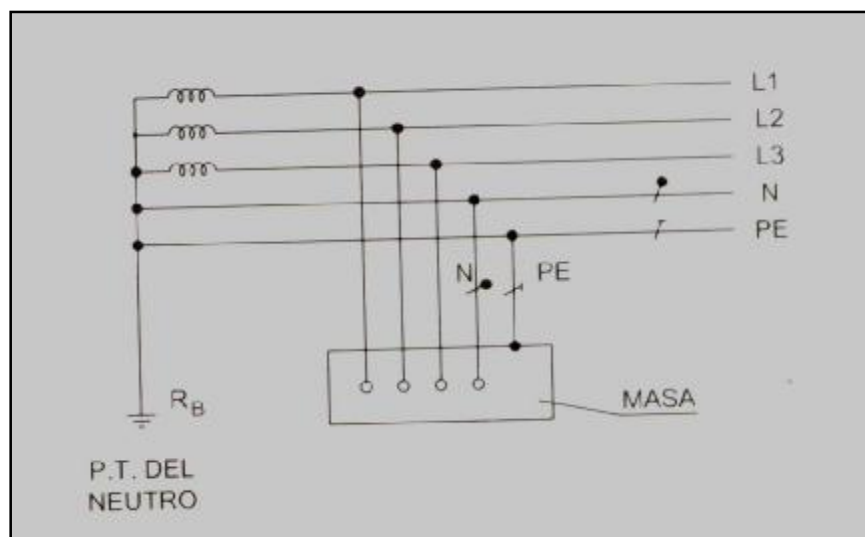 L1
L2
L3
N
PE
N PE
R_B
MASA
P.T. DEL
NEUTRO